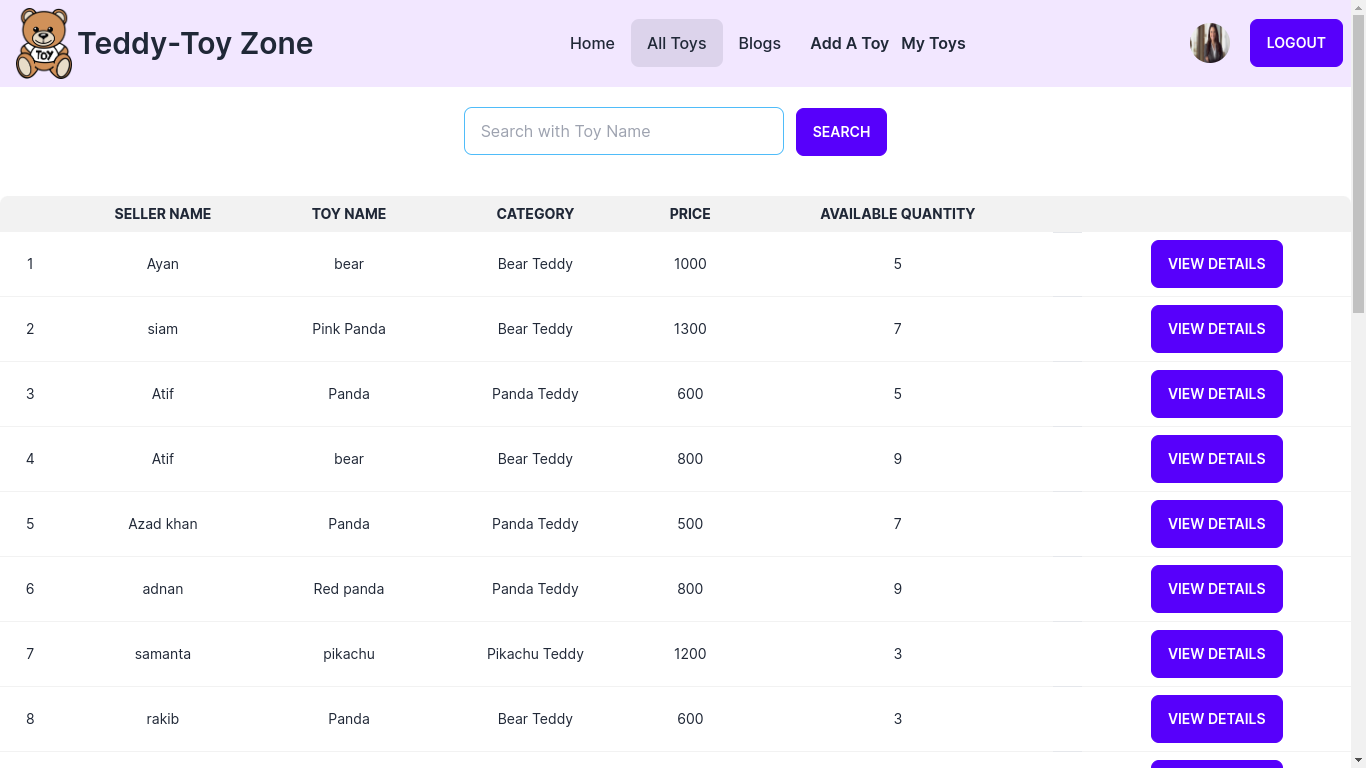 TOY
Teddy-Toy Zone
Home All Toys Blogs Add A Toy My Toys
LOGOUT
Search with Toy Name
SEARCH
SELLER NAME TOY NAME CATEGORY PRICE AVAILABLE QUANTITY
1 Ayan bear Bear Teddy 1000 5 VIEW DETAILS
2 siam Pink Panda Bear Teddy 1300 7 VIEW DETAILS
3 Atif Panda Panda Teddy 600 5 VIEW DETAILS
4 Atif bear Bear Teddy 800 9 VIEW DETAILS
5 Azad khan Panda Panda Teddy 500 7 VIEW DETAILS
6 adnan Red panda Panda Teddy 800 9 VIEW DETAILS
7 samanta pikachu Pikachu Teddy 1200 3 VIEW DETAILS
8 rakib Panda Bear Teddy 600 3 VIEW DETAILS